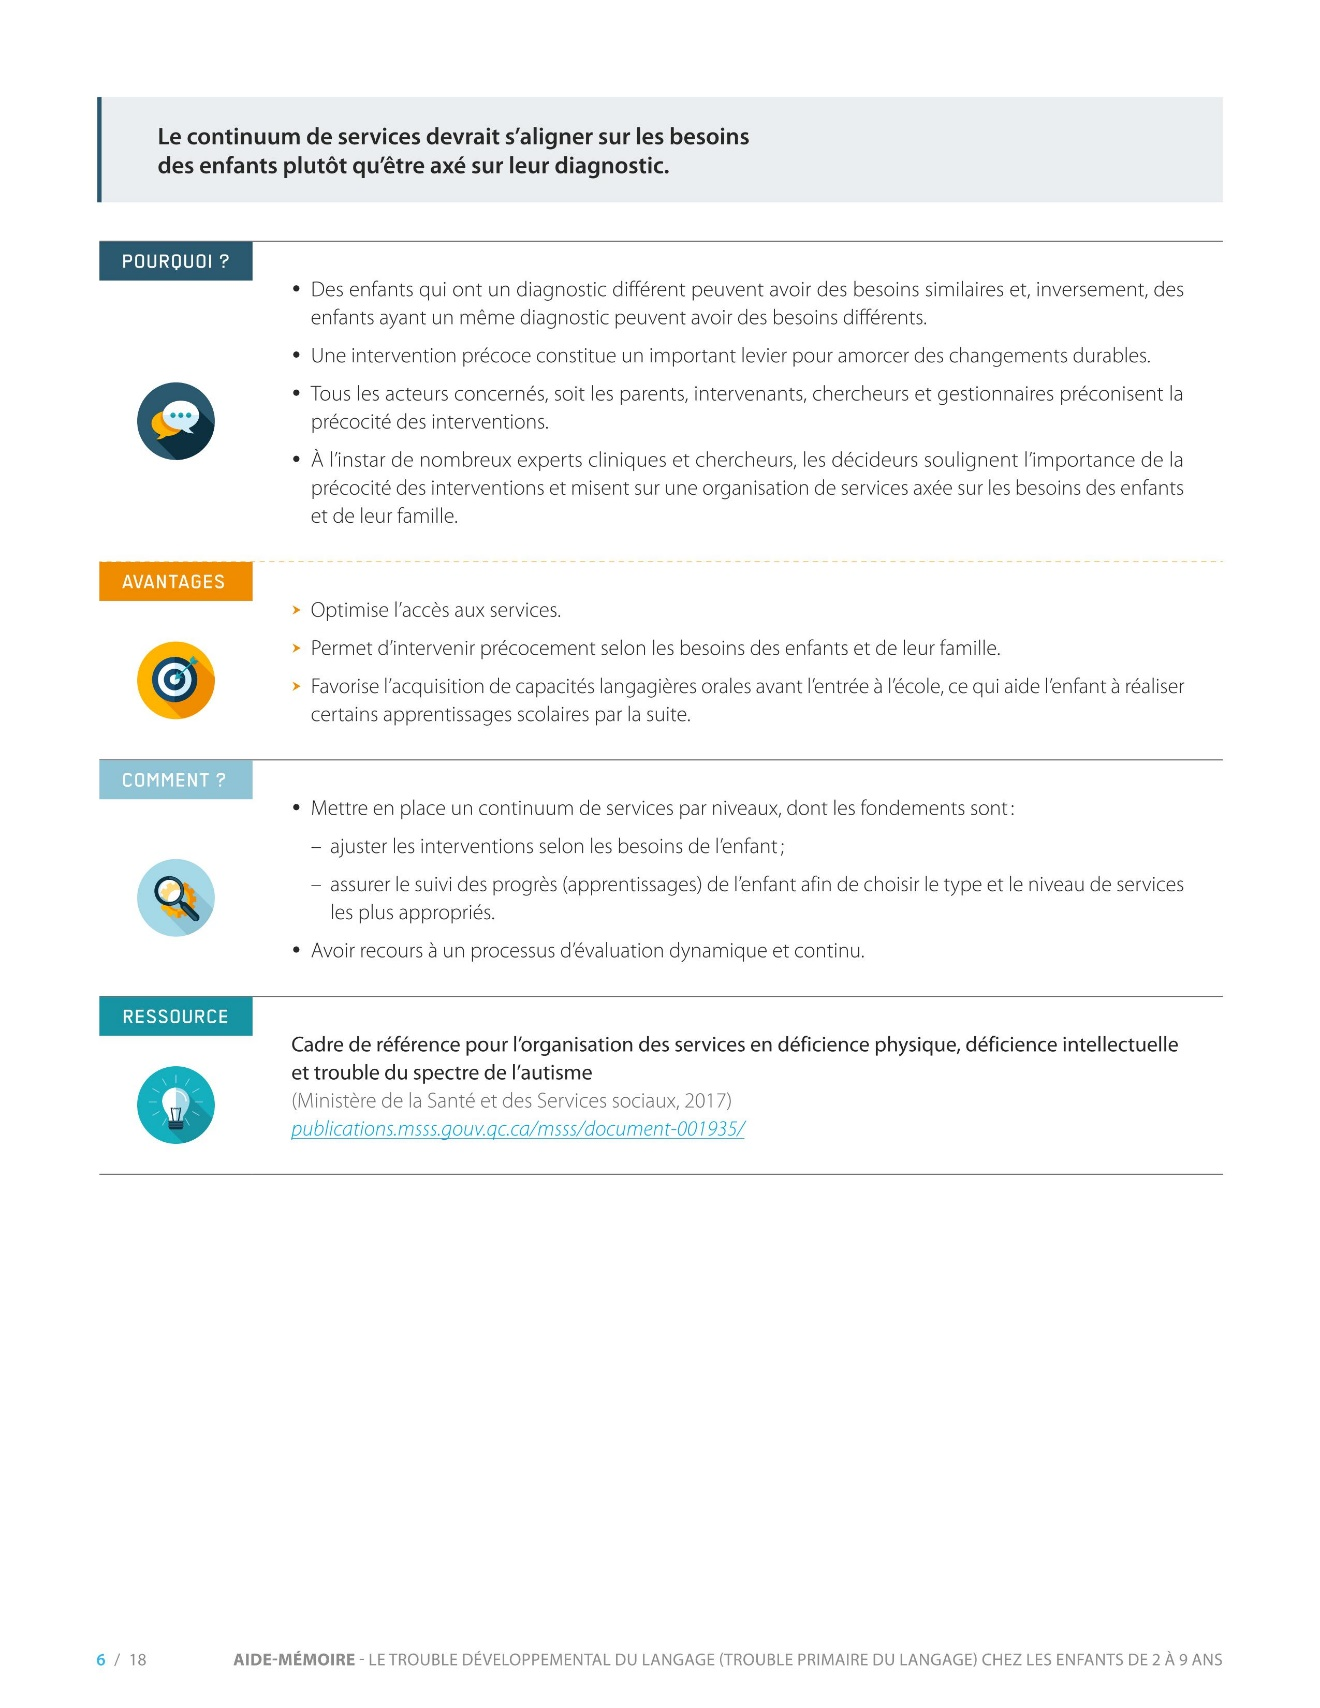 Le continuum de services devrait s’aligner sur les besoins
des enfants plutôt qu’être axé sur leur diagnostic.
POURQUOI ?
• Des enfants qui ont un diagnostic différent peuvent avoir des besoins similaires et, inversement, des
enfants ayant un même diagnostic peuvent avoir des besoins différents.
• Une intervention précoce constitue un important levier pour amorcer des changements durables.
• Tous les acteurs concernés, soit les parents, intervenants, chercheurs et gestionnaires préconisent la
précocité des interventions.
• À l’instar de nombreux experts cliniques et chercheurs, les décideurs soulignent l’importance de la
précocité des interventions et misent sur une organisation de services axée sur les besoins des enfants
et de leur famille.
AVANTAGES
➤ Optimise l’accès aux services.
➤ Permet d’intervenir précocement selon les besoins des enfants et de leur famille.
➤ Favorise l’acquisition de capacités langagières orales avant l’entrée à l’école, ce qui aide l’enfant à réaliser
certains apprentissages scolaires par la suite.
COMMENT ?
• Mettre en place un continuum de services par niveaux, dont les fondements sont :
– ajuster les interventions selon les besoins de l’enfant ;
– assurer le suivi des progrès (apprentissages) de l’enfant afin de choisir le type et le niveau de services
les plus appropriés.
• Avoir recours à un processus d’évaluation dynamique et continu.
RESSOURCE
Cadre de référence pour l’organisation des services en déficience physique, déficience intellectuelle
et trouble du spectre de l’autisme
(Ministère de la Santé et des Services sociaux, 2017)
publications.msss.gouv.qc.ca/msss/document-001935/
6 / 18 AIDE-MÉMOIRE - LE TROUBLE DÉVELOPPEMENTAL DU LANGAGE (TROUBLE PRIMAIRE DU LANGAGE) CHEZ LES ENFANTS DE 2 À 9 ANS